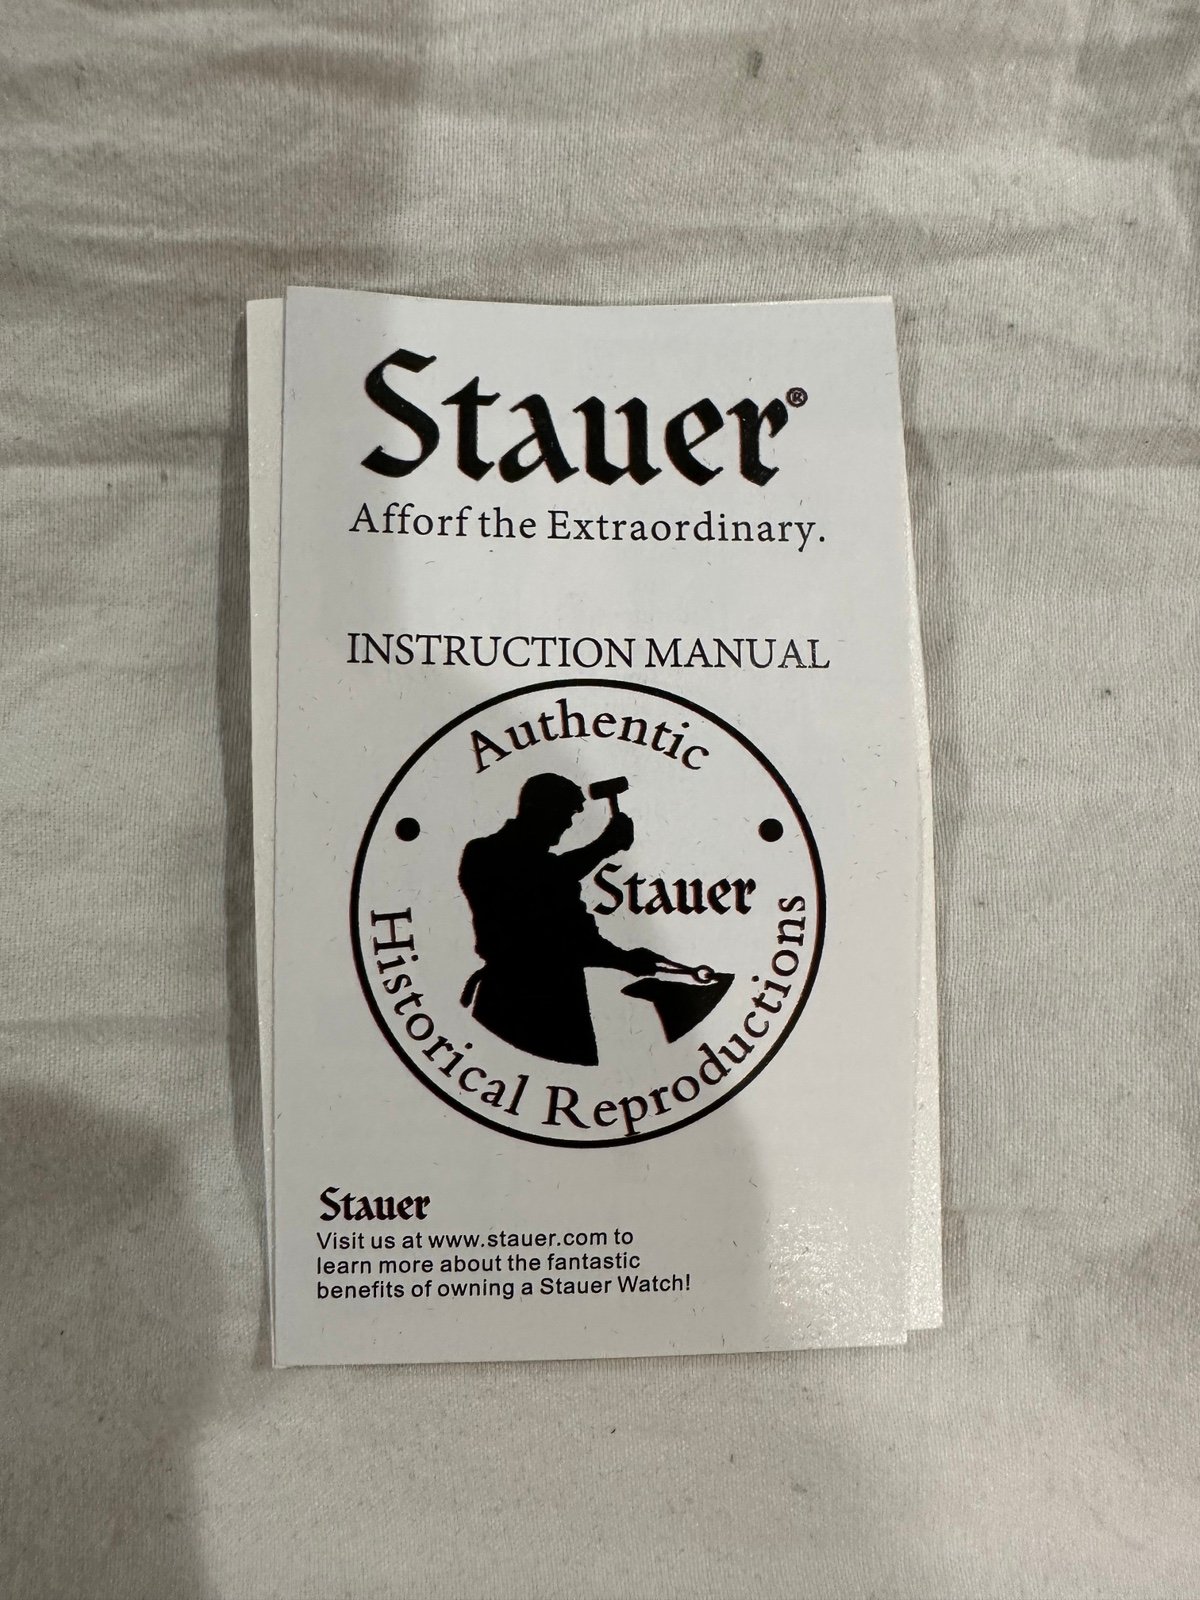 Stauer®
Afforf the Extraordinary.
INSTRUCTION MANUAL
Authentic
Stauer
Historical Reproductions
Stauer
Visit us at www.stauer.com to
learn more about the fantastic
benefits of owning a Stauer Watch!